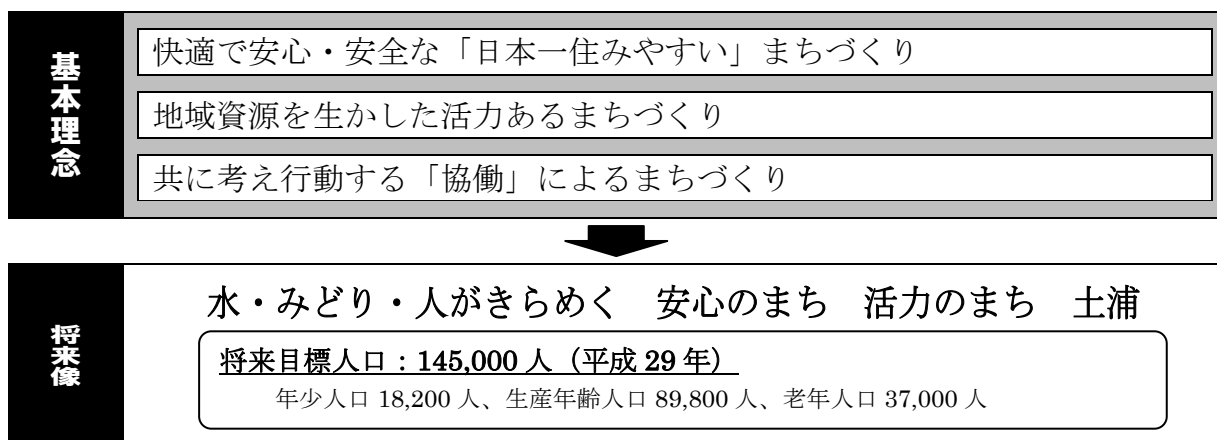 基本理念
快適で安心・安全な「日本一住みやすい」まちづくり
地域資源を生かした活力あるまちづくり
共に考え行動する「協働」によるまちづくり
将来像
水・みどり・人がきらめく　安心のまち　活力のまち　土浦
将来目標人口：145,000 人（平成 29 年）
年少人口 18,200 人、生産年齢人口 89,800 人、老年人口 37,000 人